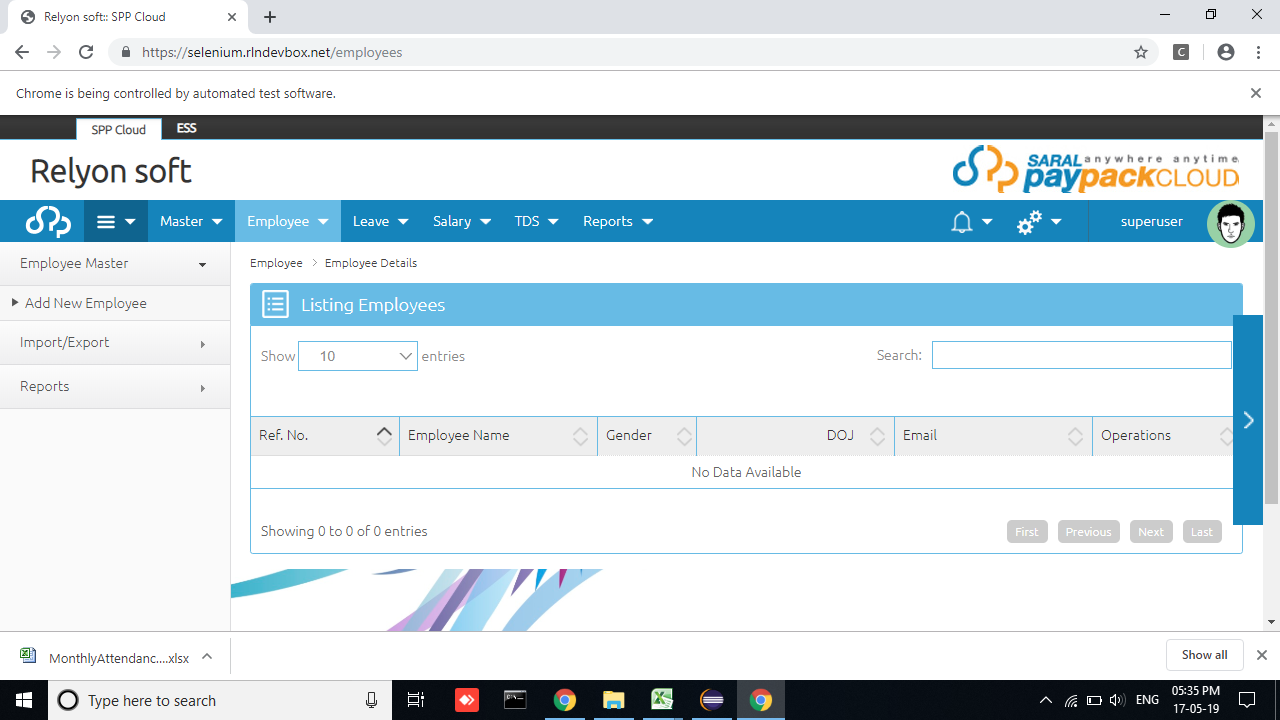 Relyon soft:: SPP Cloud
https://selenium.rlndevbox.net/employees
C
Chrome is being controlled by automated test software.
SPP Cloud ESS
Relyon soft
SARAL anywhere anytime
paypackCLOUD
Master Employee Leave Salary TDS Reports superuser
Employee Master
Add New Employee
Import/Export
Reports
Employee > Employee Details
Listing Employees
Show 10 entries Search:
Ref. No. Employee Name Gender DOJ Email Operations
No Data Available
Showing 0 to 0 of 0 entries First Previous Next Last
MonthlyAttendanc....xlsx Show all
Type here to search ENG 05:35 PM
17-05-19